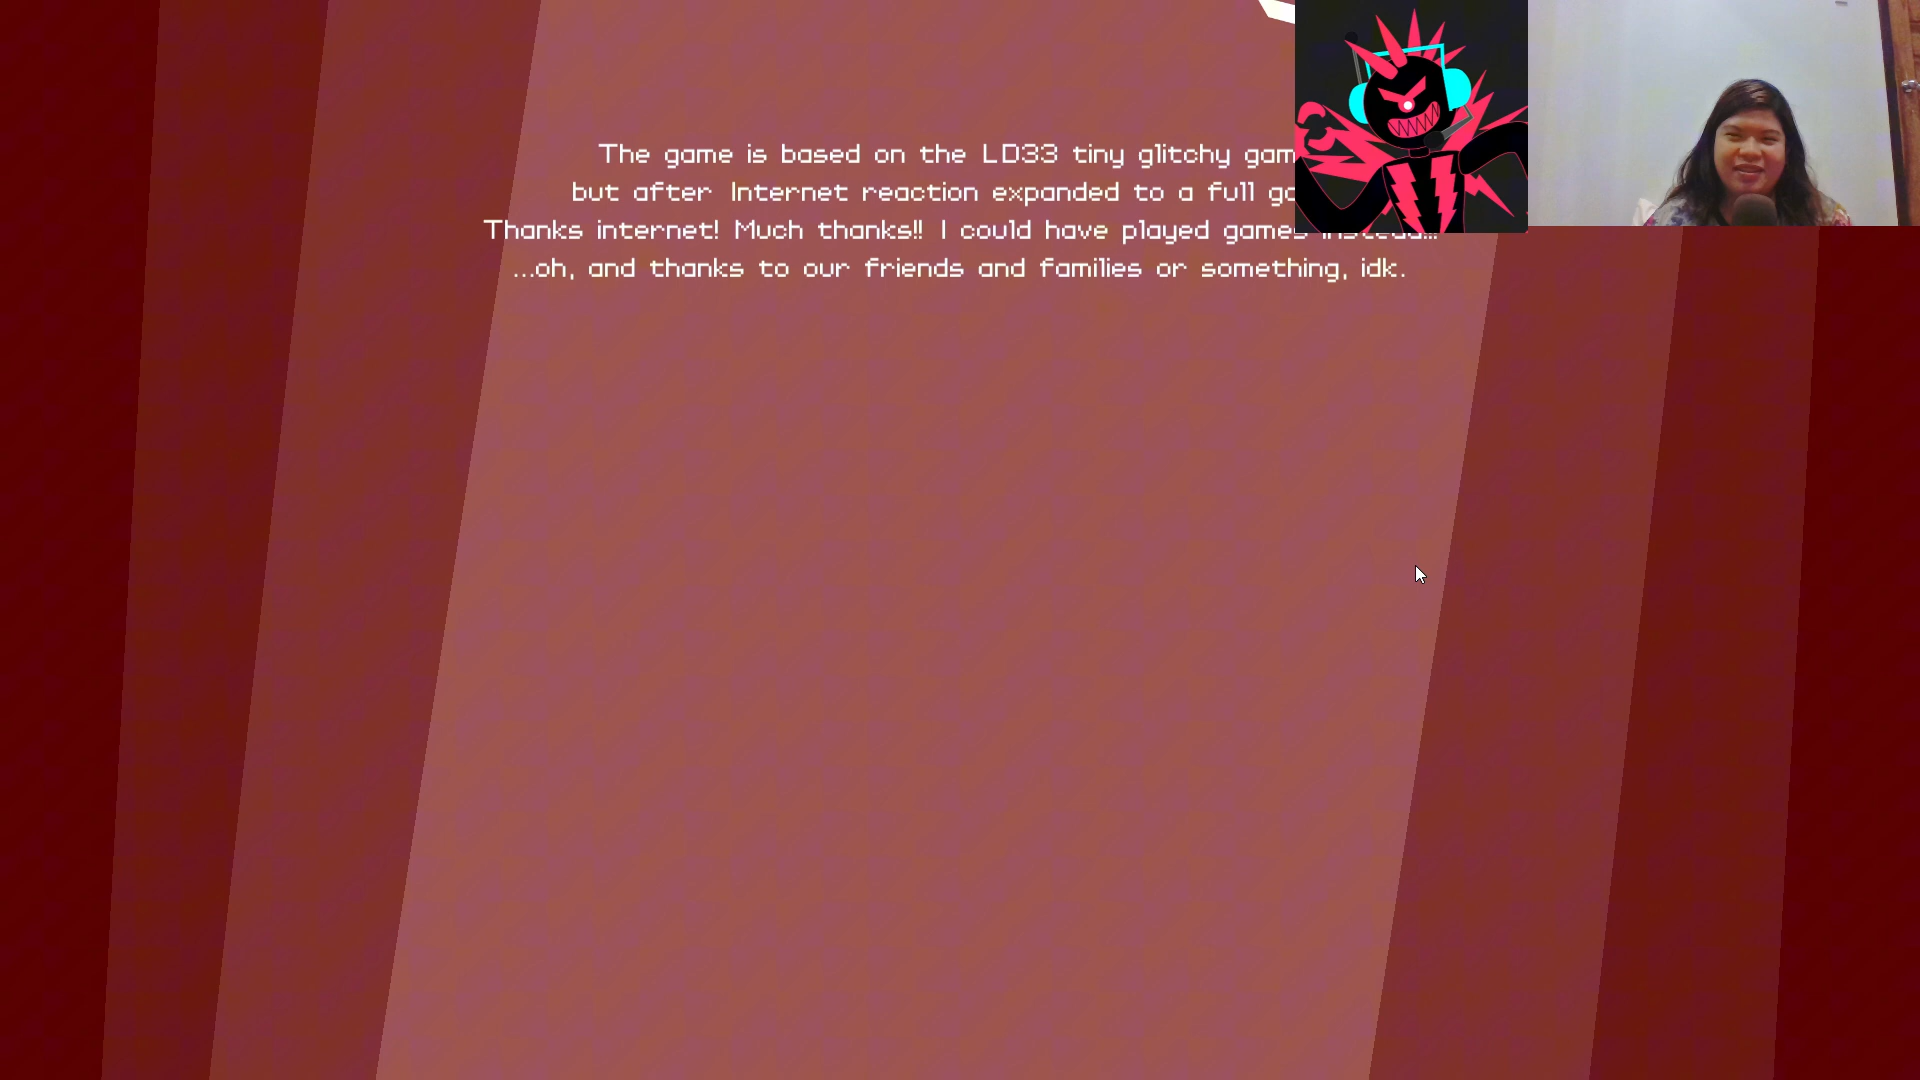 The game is based on the LD33 tiny glitchy
but after Internet reaction expanded to a full
Thanks internet! Much thanks!! I could have played games instead...
...oh, and thanks to our friends and families or something, idk.